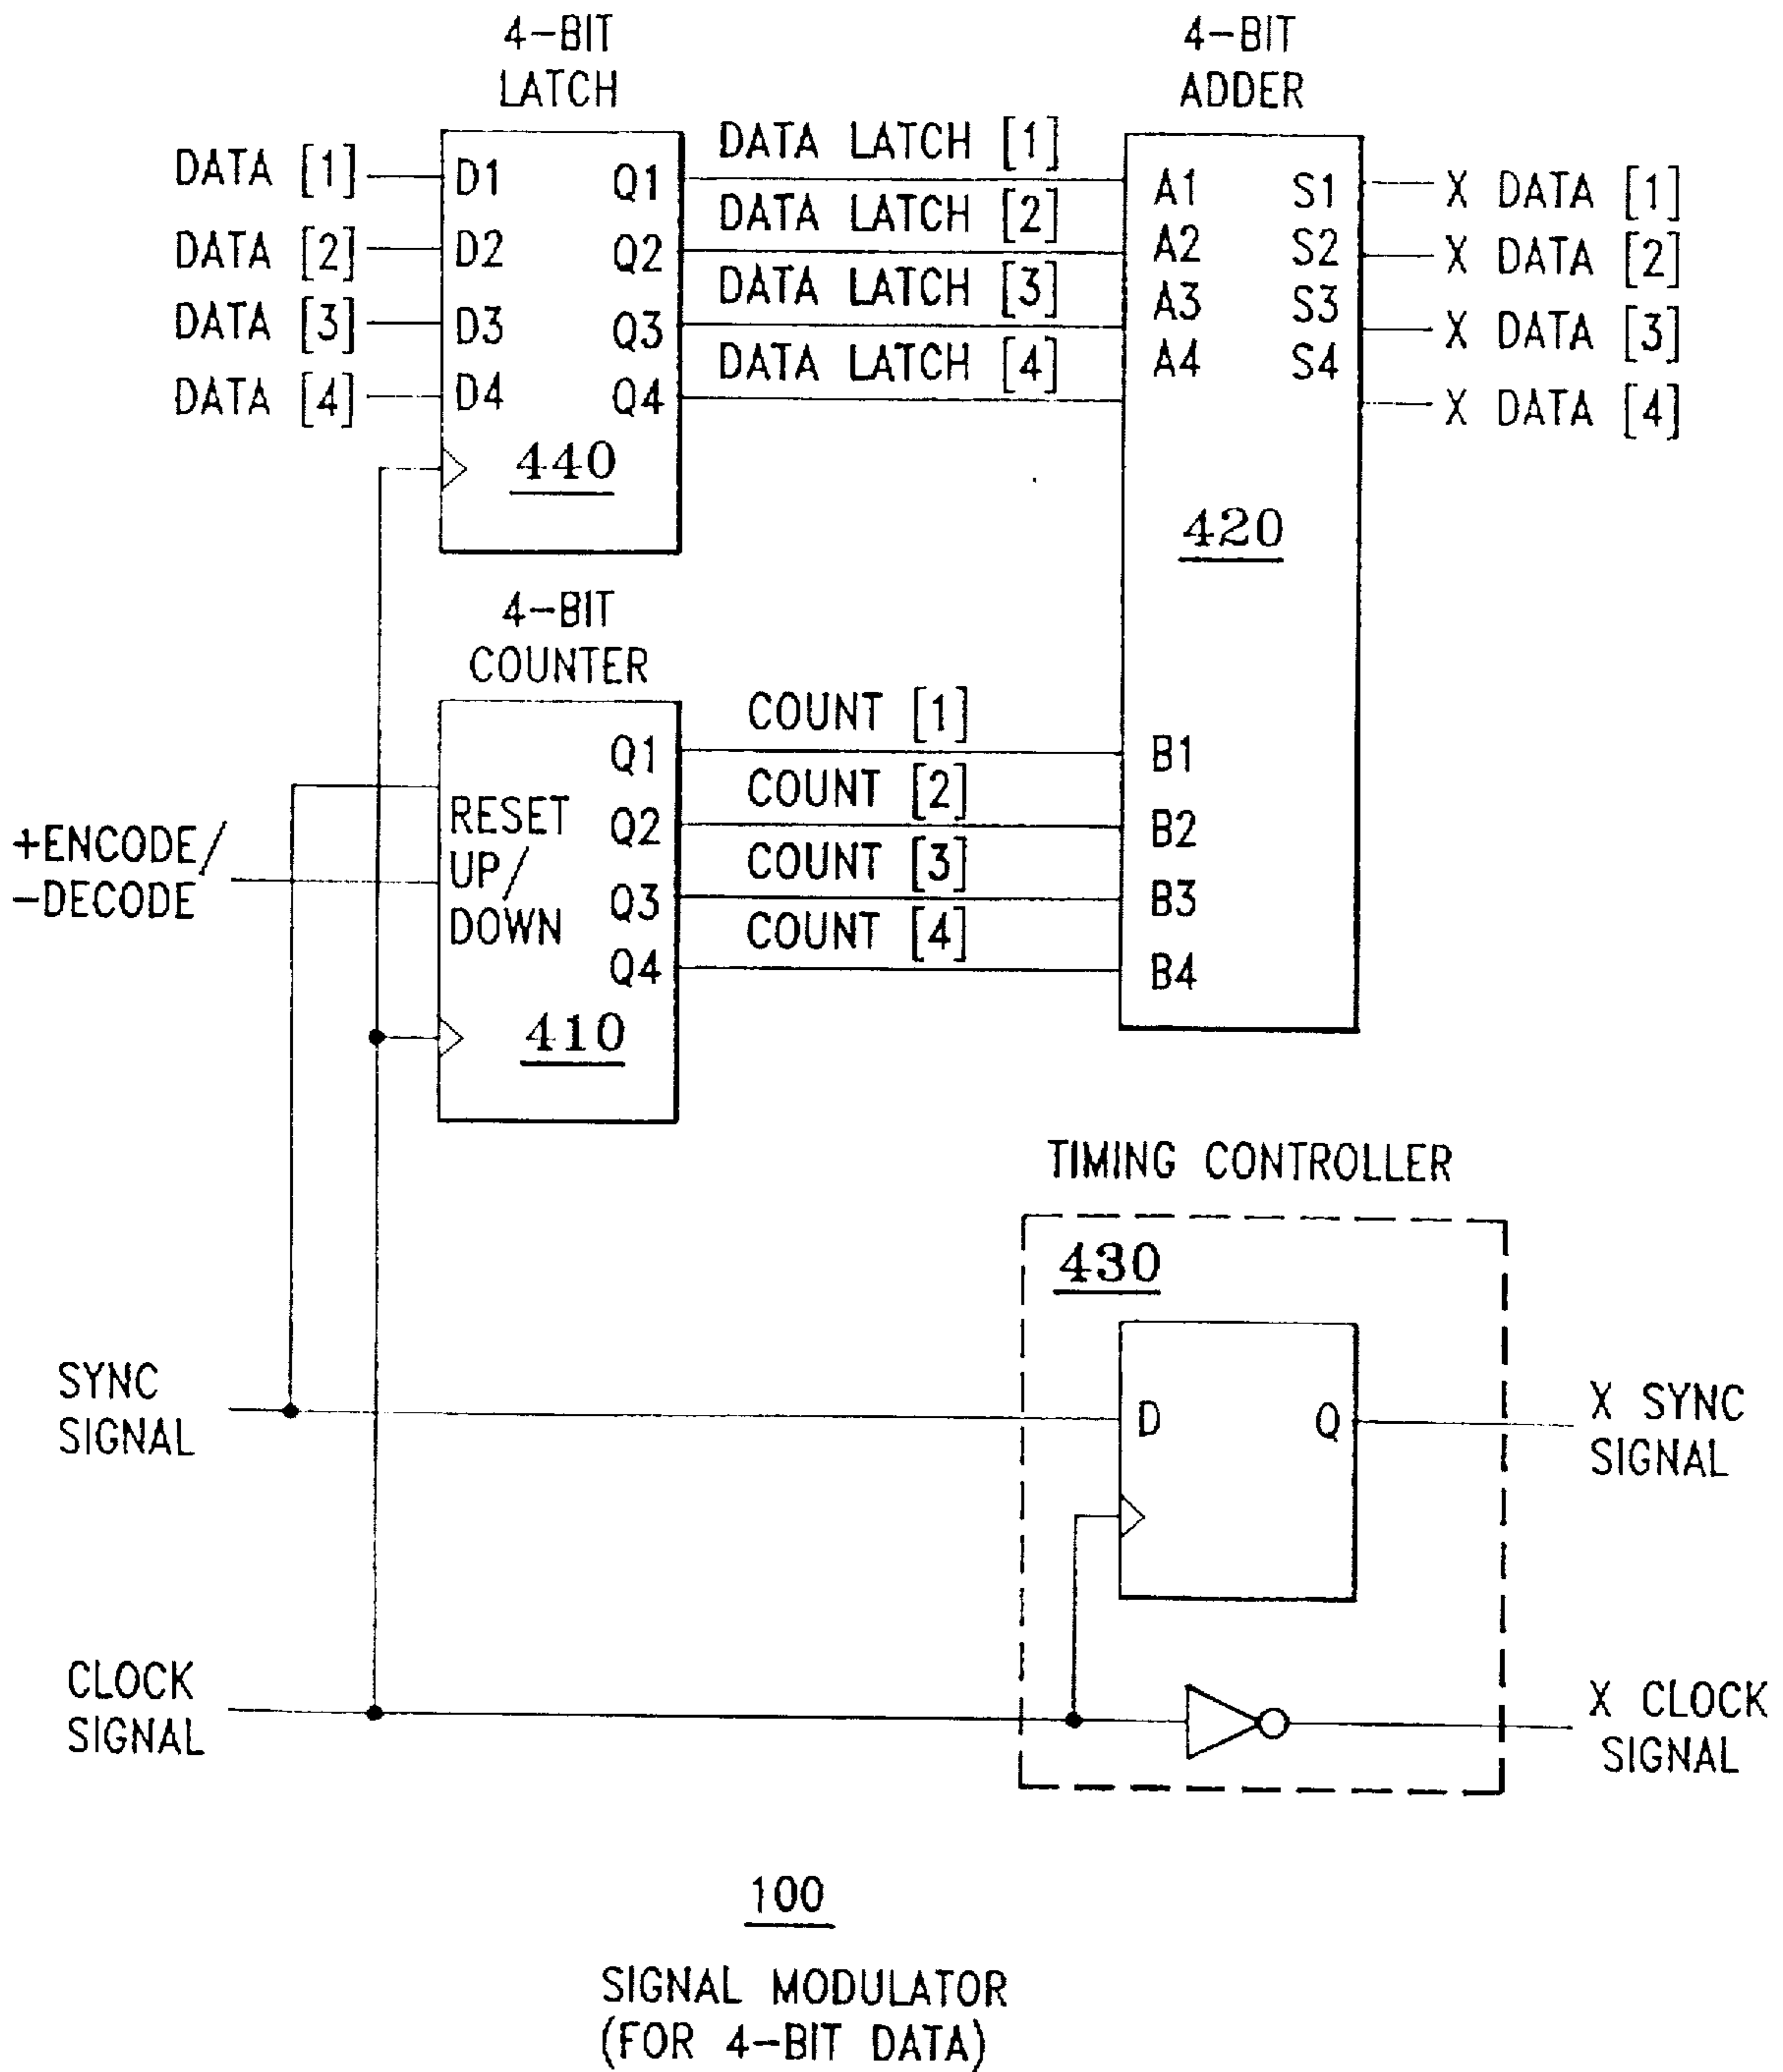 4-BIT
LATCH
DATA [1]
DATA [2]
DATA [3]
DATA [4]
D1
D2
D3
D4
Q1
Q2
Q3
Q4
440
DATA LATCH [1]
DATA LATCH [2]
DATA LATCH [3]
DATA LATCH [4]
4-BIT
ADDER
A1
A2
A3
A4
S1
S2
S3
S4
420
B1
B2
B3
B4
X DATA [1]
X DATA [2]
X DATA [3]
X DATA [4]
4-BIT
COUNTER
+ENCODE/
-DECODE
RESET
UP/
DOWN
Q1
Q2
Q3
Q4
410
COUNT [1]
COUNT [2]
COUNT [3]
COUNT [4]
TIMING CONTROLLER
430
SYNC
SIGNAL
D
Q
X SYNC
SIGNAL
CLOCK
SIGNAL
X CLOCK
SIGNAL
100
SIGNAL MODULATOR
(FOR 4-BIT DATA)